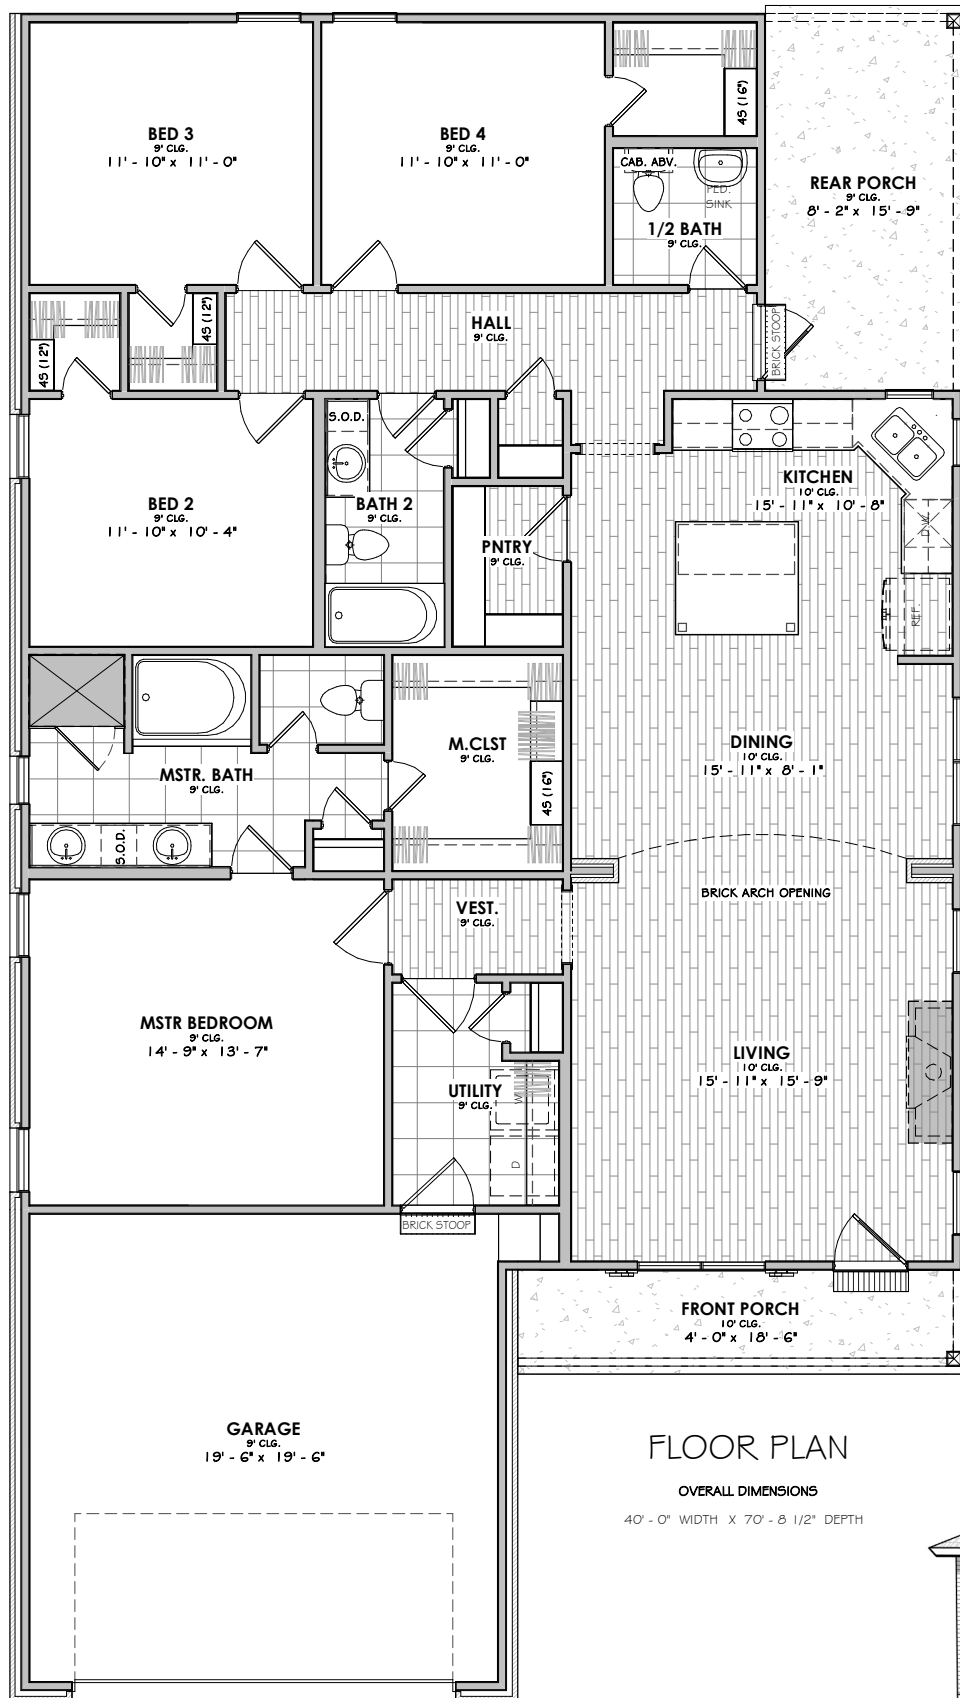 BED 3
9' CLG.
11' - 10" x 11' - 0"
BED 4
9' CLG.
11' - 10" x 11' - 0"
4S (16")
CAB. ABV.
PED.
SINK
1/2 BATH
9' CLG.
REAR PORCH
9' CLG.
8' - 2" x 15' - 9"
4S (12")
4S (12")
HALL
9' CLG.
BRICK STOOP
S.O.D.
BED 2
9' CLG.
11' - 10" x 10' - 4"
BATH 2
9' CLG.
PNTRY
9' CLG.
KITCHEN
10' CLG.
15' - 11" x 10' - 8"
D.W.
REF.
MSTR. BATH
9' CLG.
S.O.D.
M.CLST
9' CLG.
4S (16")
DINING
10' CLG.
15' - 11" x 8' - 1"
BRICK ARCH OPENING
VEST.
9' CLG.
MSTR BEDROOM
9' CLG.
14' - 9" x 13' - 7"
UTILITY
9' CLG.
W
D
LIVING
10' CLG.
15' - 11" x 15' - 9"
BRICK STOOP
FRONT PORCH
10' CLG.
4' - 0" x 18' - 6"
GARAGE
9' CLG.
19' - 6" x 19' - 6"
FLOOR PLAN
OVERALL DIMENSIONS
40' - 0" WIDTH X 70' - 8 1/2" DEPTH